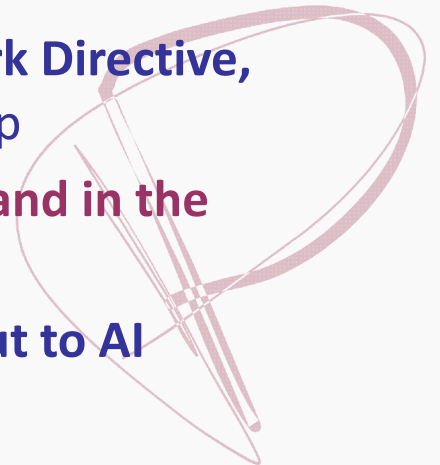 rk Directive,
p
and in the
ut to AI